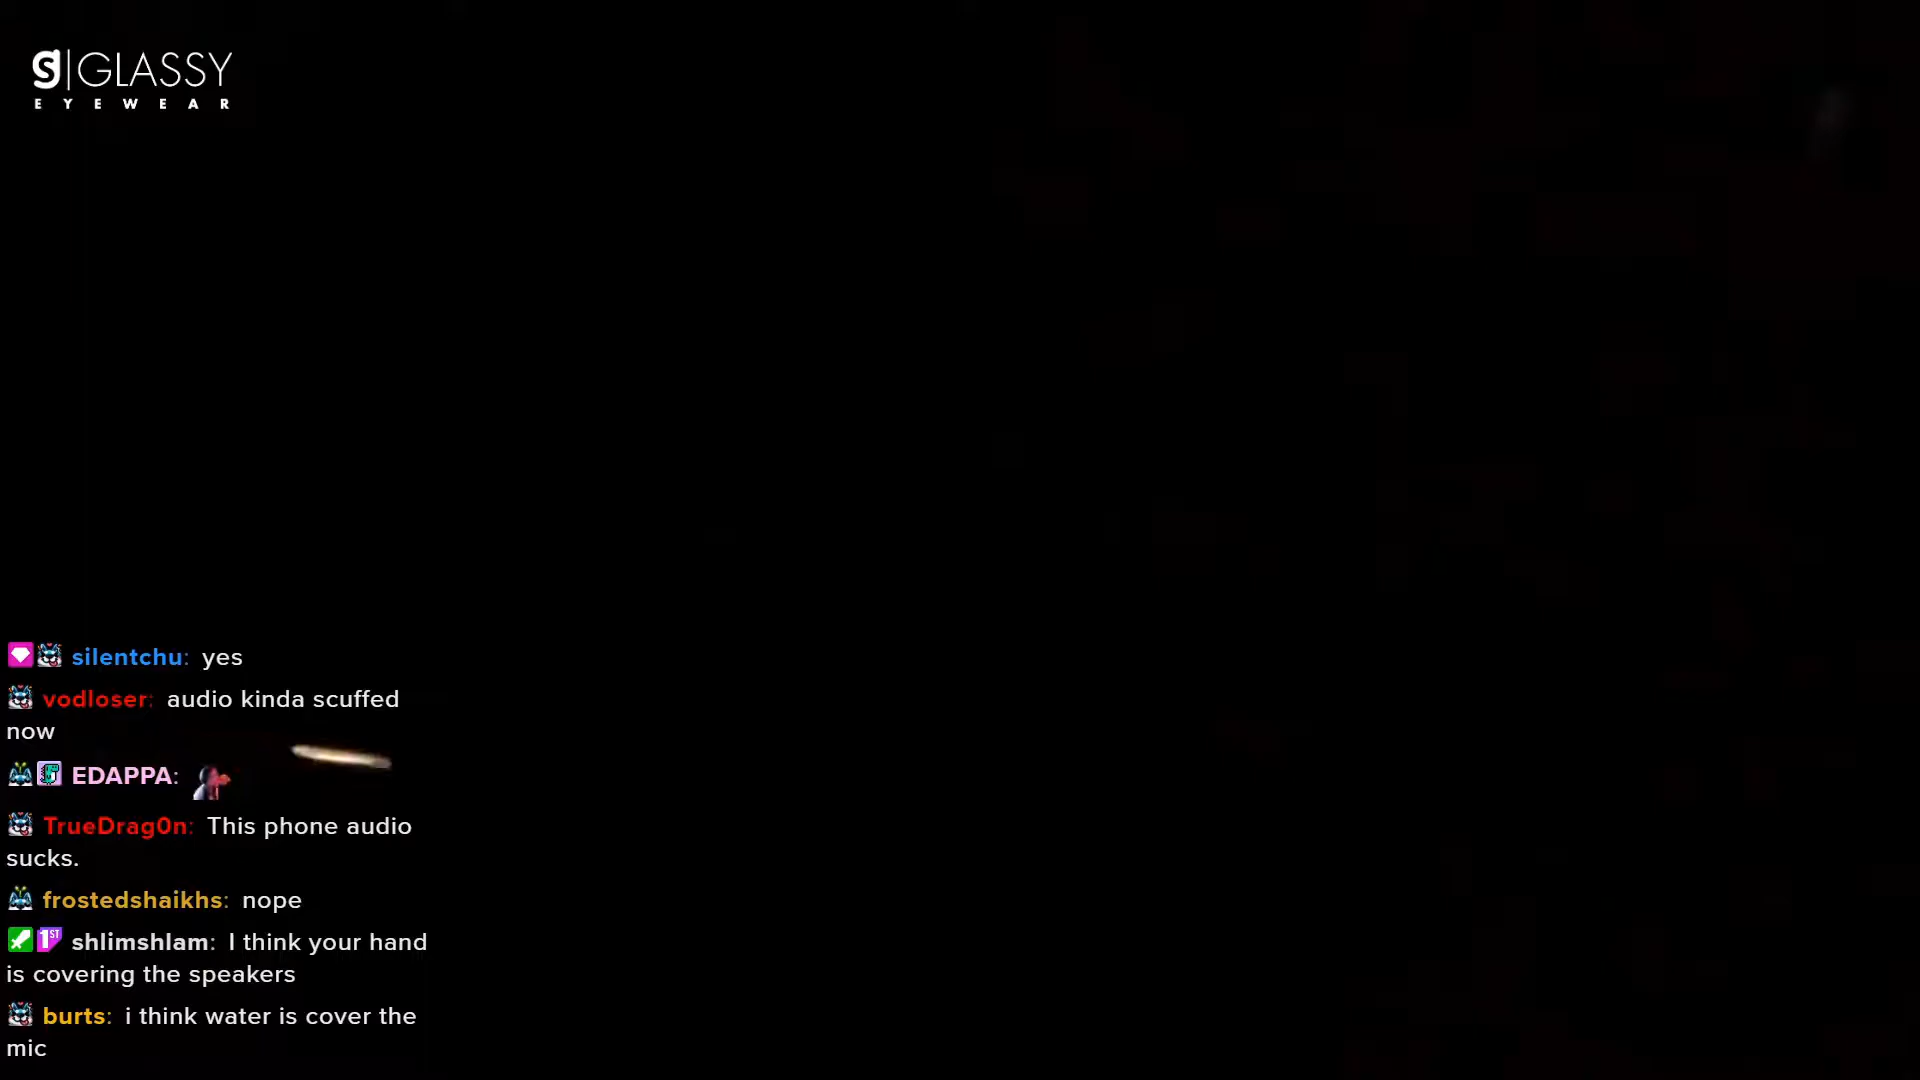 g|GLASSY
EYEWEAR
silentchu: yes
vodloser: audio kinda scuffed
now
EDAPPA:
TrueDrag0n: This phone audio
sucks.
frostedshaikhs: nope
1ST shlimshlam: I think your hand
is covering the speakers
burts: i think water is cover the
mic